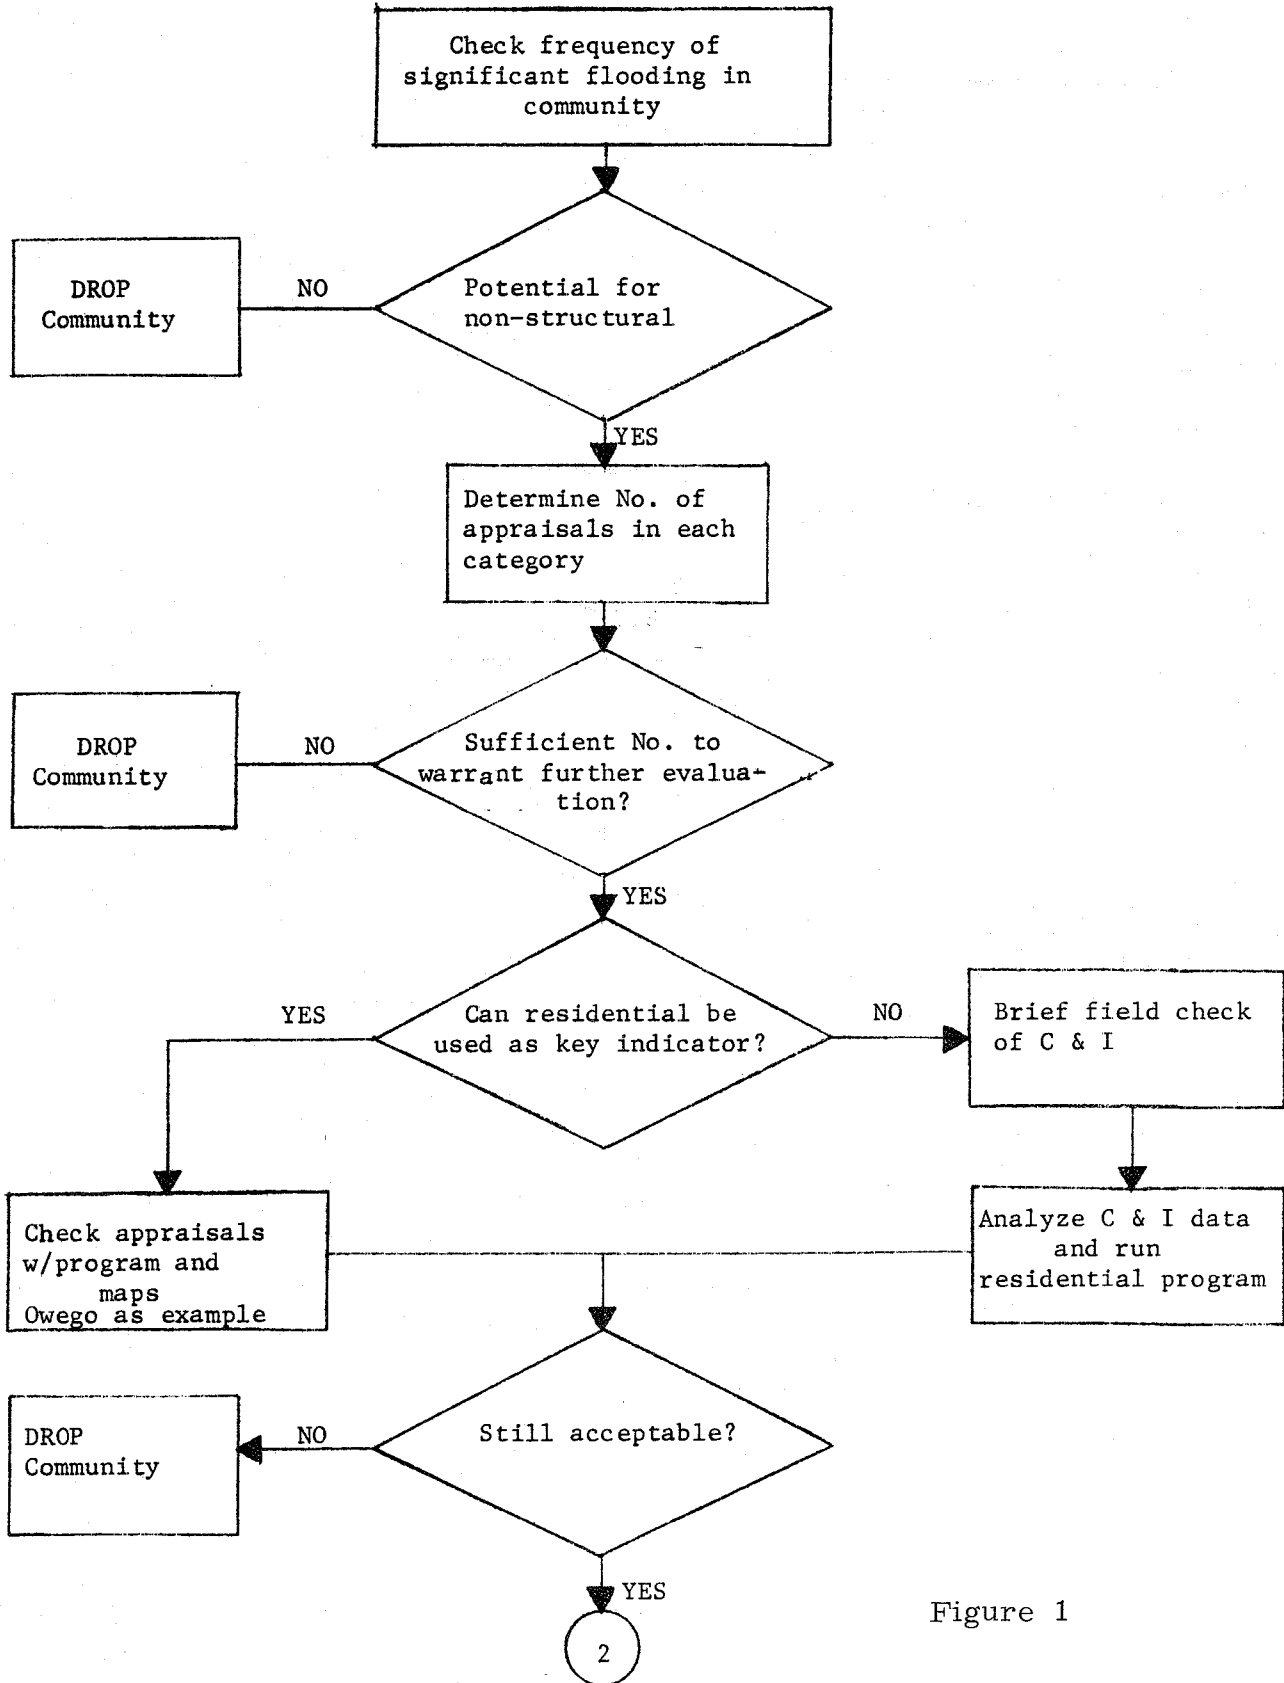 Check frequency of
significant flooding in
community
Potential for
non-structural
NO
DROP
Community
YES
Determine No. of
appraisals in each
category
Sufficient No. to
warrant further evalua-
tion?
NO
DROP
Community
YES
Can residential be
used as key indicator?
YES
NO
Brief field check
of C & I
Check appraisals
w/program and
maps
Owego as example
Analyze C & I data
and run
residential program
Still acceptable?
NO
DROP
Community
YES
2
Figure 1